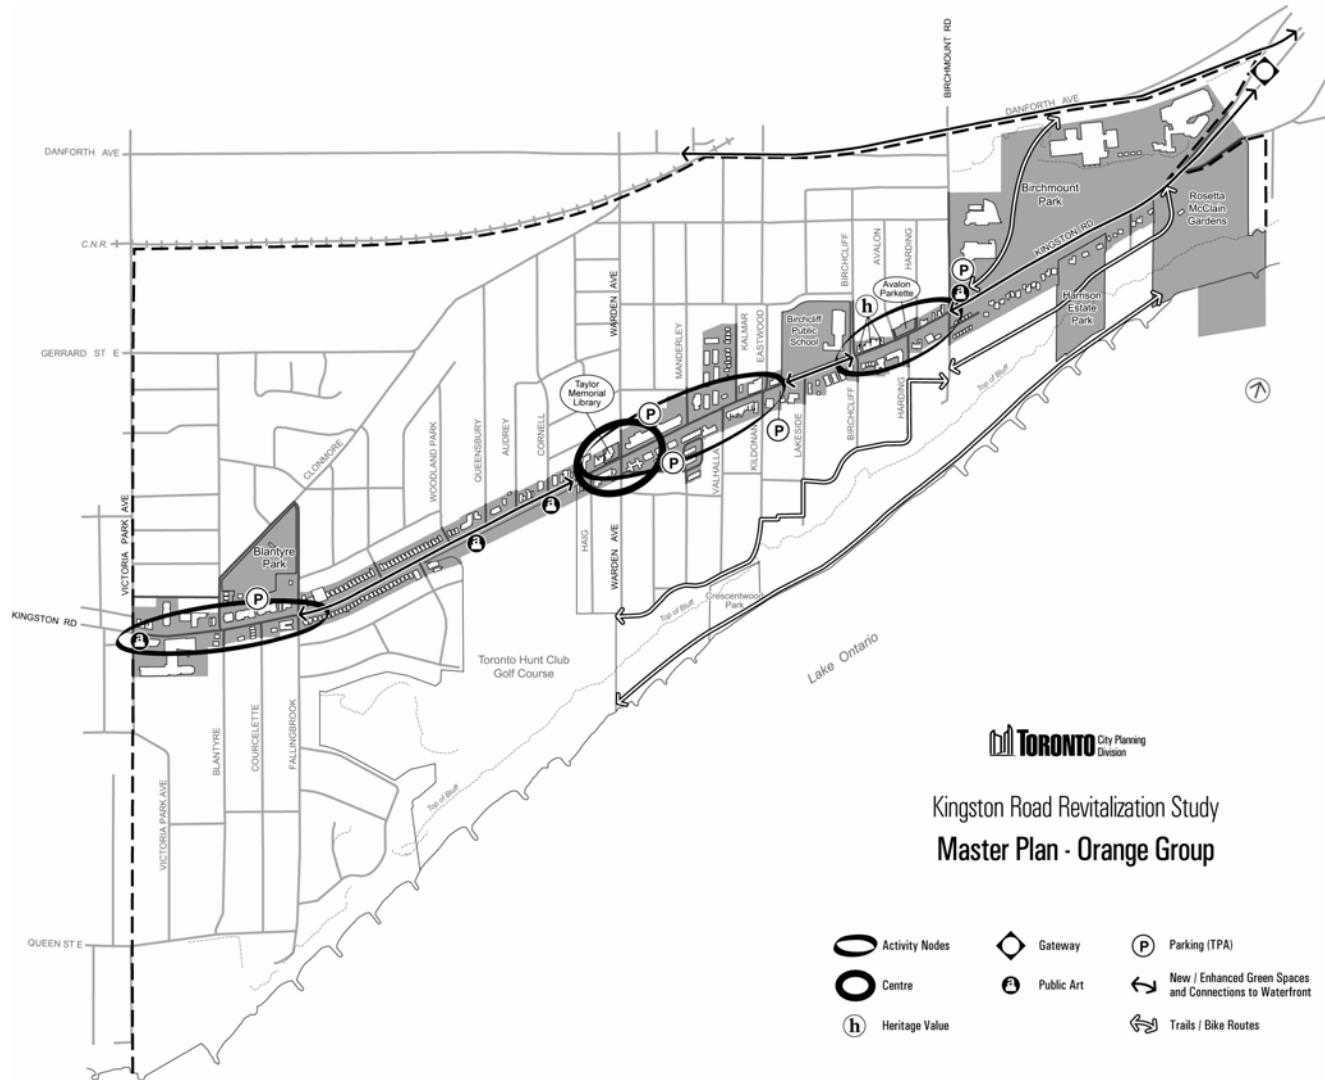 BIRCHMOUNT RD
DANFORTH AVE
DANFORTH AVE
C.N.R.
Birchmount
Park
Rosetta
McClain
Gardens
KINGSTON RD
WARDEN AVE
BIRCHCLIFF
AVALON
HARDING
P
a
Avalon
Parkette
h
Harrison
Estate
Park
GERRARD ST E
MANDERLEY
KALMAR
EASTWOOD
Birchcliff
Public
School
Top of Bluff
Taylor
Memorial
Library
P
P
P
CLONMORE
WOODLAND PARK
QUEENSBURY
AUDREY
CORNELL
VALHALLA
KILDONAN
LAKESIDE
BIRCHCLIFF
HARDING
VICTORIA PARK AVE
a
a
HAIG
WARDEN AVE
Blantyre
Park
P
KINGSTON RD
a
Crescentwood
Park
Top of Bluff
Toronto Hunt Club
Golf Course
Lake Ontario
BLANTYRE
COURCELETTE
FALLINGBROOK
VICTORIA PARK AVE
Top of Bluff
QUEEN ST E
TORONTO City Planning
Division
Kingston Road Revitalization Study
Master Plan - Orange Group
Activity Nodes
Gateway
P Parking (TPA)
Centre
a Public Art
New / Enhanced Green Spaces
and Connections to Waterfront
h Heritage Value
Trails / Bike Routes